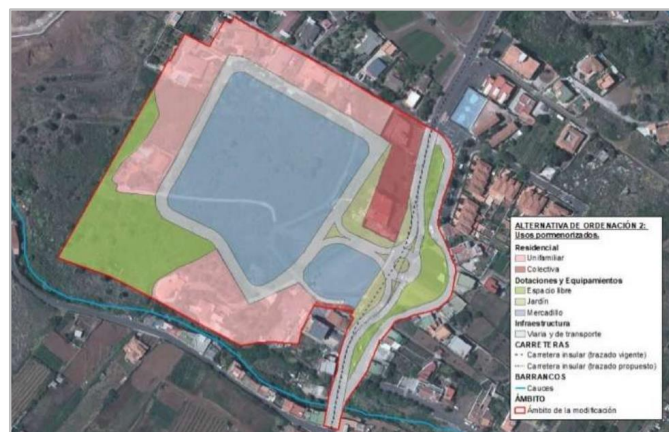 ALTERNATIVA DE ORDENACIÓN 2:
Usos pormenorizados.
Residencial
Unifamiliar
Colectiva
Dotaciones y Equipamientos
Espacio libre
Jardín
Mercadillo
Infraestructura
Viaria y de transporte
CARRETERAS
Carretera insular (trazado vigente)
Carretera insular (trazado propuesto)
BARRANCOS
Cauces
ÁMBITO
Ámbito de la modificación